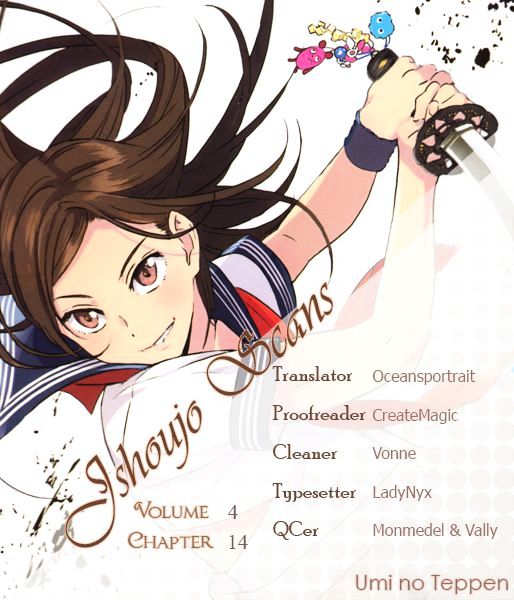 Ishoujo Scans
Translator Oceansportrait
Proofreader CreateMagic
Cleaner Vonne
Typesetter LadyNyx
QCer Monmedel & Vally
Volume 4
Chapter 14
Umi no Teppen